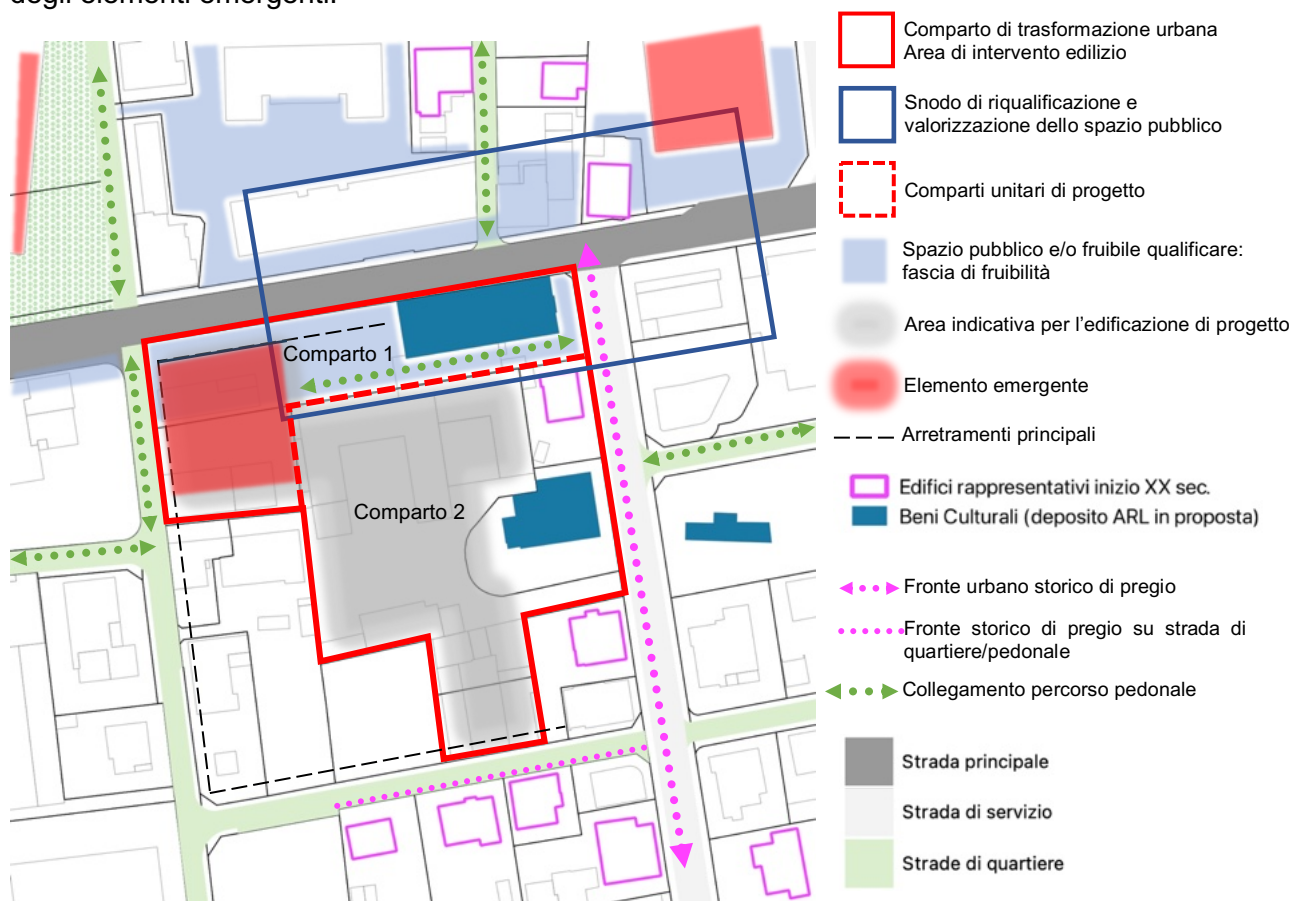 degli elementi emergenti.
Comparto 1
Comparto 2
Comparto di trasformazione urbana
Area di intervento edilizio
Snodo di riqualificazione e
valorizzazione dello spazio pubblico
Comparti unitari di progetto
Spazio pubblico e/o fruibile qualificare:
fascia di fruibilità
Area indicativa per l'edificazione di progetto
Elemento emergente
Arretramenti principali
Edifici rappresentativi inizio XX sec.
Beni Culturali (deposito ARL in proposta)
Fronte urbano storico di pregio
Fronte storico di pregio su strada di
quartiere/pedonale
Collegamento percorso pedonale
Strada principale
Strada di servizio
Strade di quartiere